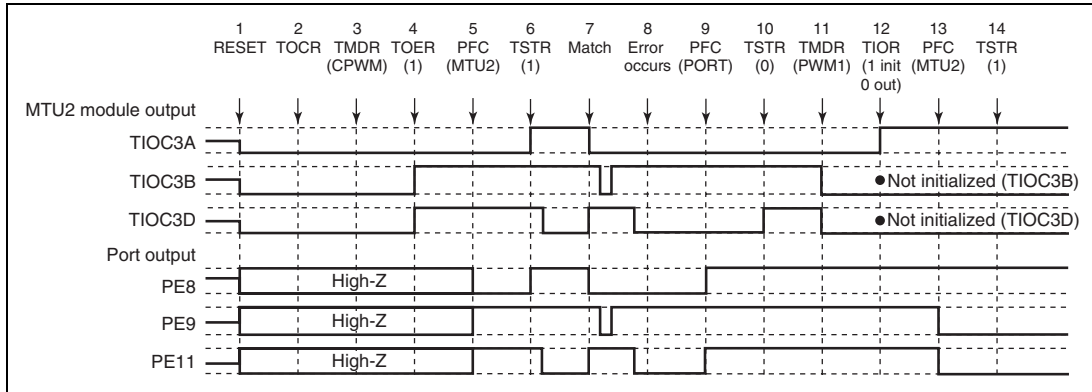 1 2 3 4 5 6 7 8 9 10 11 12 13 14
RESET TOCR TMDR TOER PFC TSTR Match Error PFC TSTR TMDR TIOR PFC TSTR
(CPWM) (1) (MTU2) (1) occurs (PORT) (0) (PWM1) (1 init (MTU2) (1)
0 out)
MTU2 module output
TIOC3A
TIOC3B
Not initialized (TIOC3B)
TIOC3D
Not initialized (TIOC3D)
Port output
PE8
High-Z
PE9
High-Z
PE11
High-Z